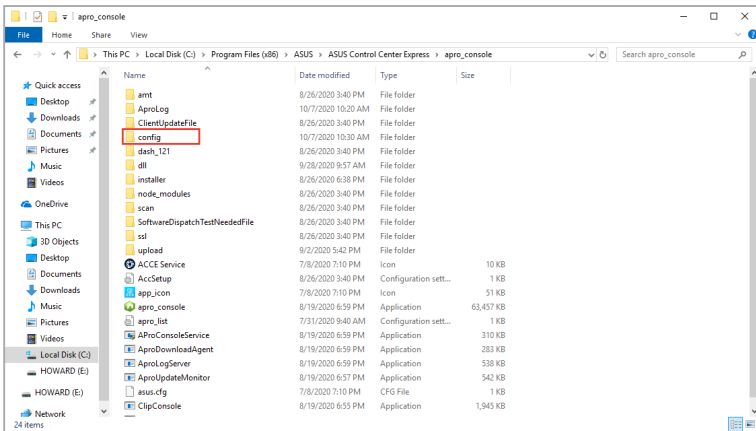 apro_console
File Home Share View
This PC > Local Disk (C:) > Program Files (x86) > ASUS > ASUS Control Center Express > apro_console
Search apro_console
Quick access
Desktop
Downloads
Documents
Pictures
Music
Videos
OneDrive
This PC
3D Objects
Desktop
Documents
Downloads
Music
Pictures
Videos
Local Disk (C:)
HOWARD (E:)
HOWARD (E:)
Network
Name Date modified Type Size
amt 8/26/2020 3:40 PM File folder
AproLog 10/7/2020 10:20 AM File folder
ClientUpdateFile 8/26/2020 3:40 PM File folder
config 10/7/2020 10:30 AM File folder
dash_121 8/26/2020 3:40 PM File folder
dll 9/28/2020 9:57 AM File folder
installer 8/26/2020 6:38 PM File folder
node_modules 8/26/2020 3:40 PM File folder
scan 8/26/2020 3:40 PM File folder
SoftwareDispatchTestNeededFile 8/26/2020 3:40 PM File folder
ssl 8/26/2020 3:40 PM File folder
upload 9/2/2020 5:42 PM File folder
ACCE Service 7/8/2020 7:10 PM Icon 10 KB
AccSetup 8/26/2020 3:40 PM Configuration sett... 1 KB
app_icon 7/8/2020 7:10 PM Icon 51 KB
apro_console 8/19/2020 6:59 PM Application 63,457 KB
apro_list 7/31/2020 9:40 AM Configuration sett... 1 KB
AProConsoleService 8/19/2020 6:59 PM Application 310 KB
AproDownloadAgent 8/19/2020 6:59 PM Application 283 KB
AproLogServer 8/19/2020 6:59 PM Application 538 KB
AproUpdateMonitor 8/19/2020 6:57 PM Application 542 KB
asus.cfg 7/8/2020 7:10 PM CFG File 1 KB
ClipConsole 8/19/2020 6:55 PM Application 1,945 KB
24 items